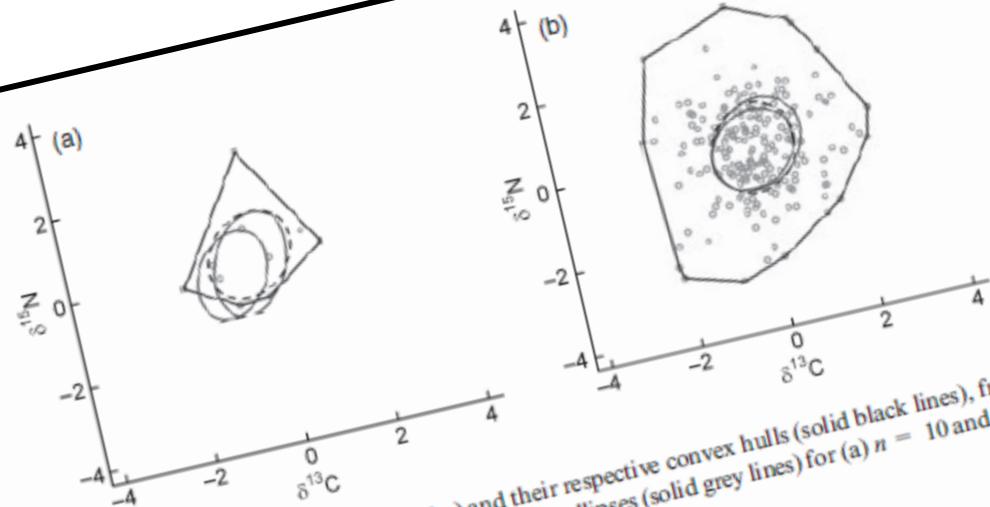 (a)
4
2
0
−2
−4
δ15N
−4
−2
0
2
4
δ13C
(b)
4
2
0
−2
−4
δ15N
−4
−2
0
2
4
δ13C
and their respective convex hulls (solid black lines),
(solid grey lines) for (a) n = 10 and